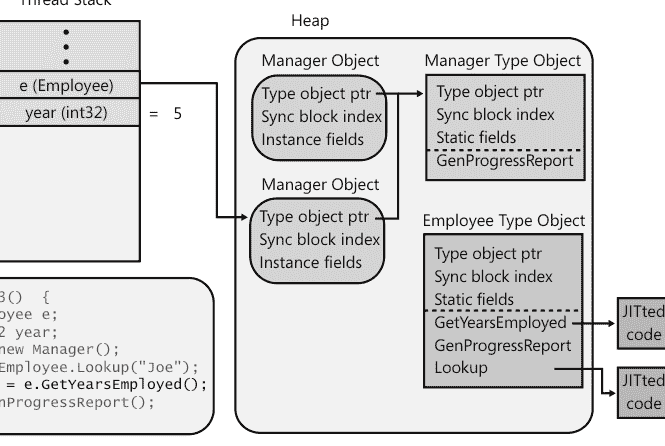 Thread Stack
Heap
e (Employee)
year (int32)
= 5
Manager Object
Type object ptr
Sync block index
Instance fields
Manager Object
Type object ptr
Sync block index
Instance fields
Manager Type Object
Type object ptr
Sync block index
Static fields
GenProgressReport
Employee Type Object
Type object ptr
Sync block index
Static fields
GetYearsEmployed
GenProgressReport
Lookup
JITted
code
JITted
code
3() {
oyee e;
2 year;
new Manager();
Employee.Lookup("Joe");
= e.GetYearsEmployed();
nProgressReport();